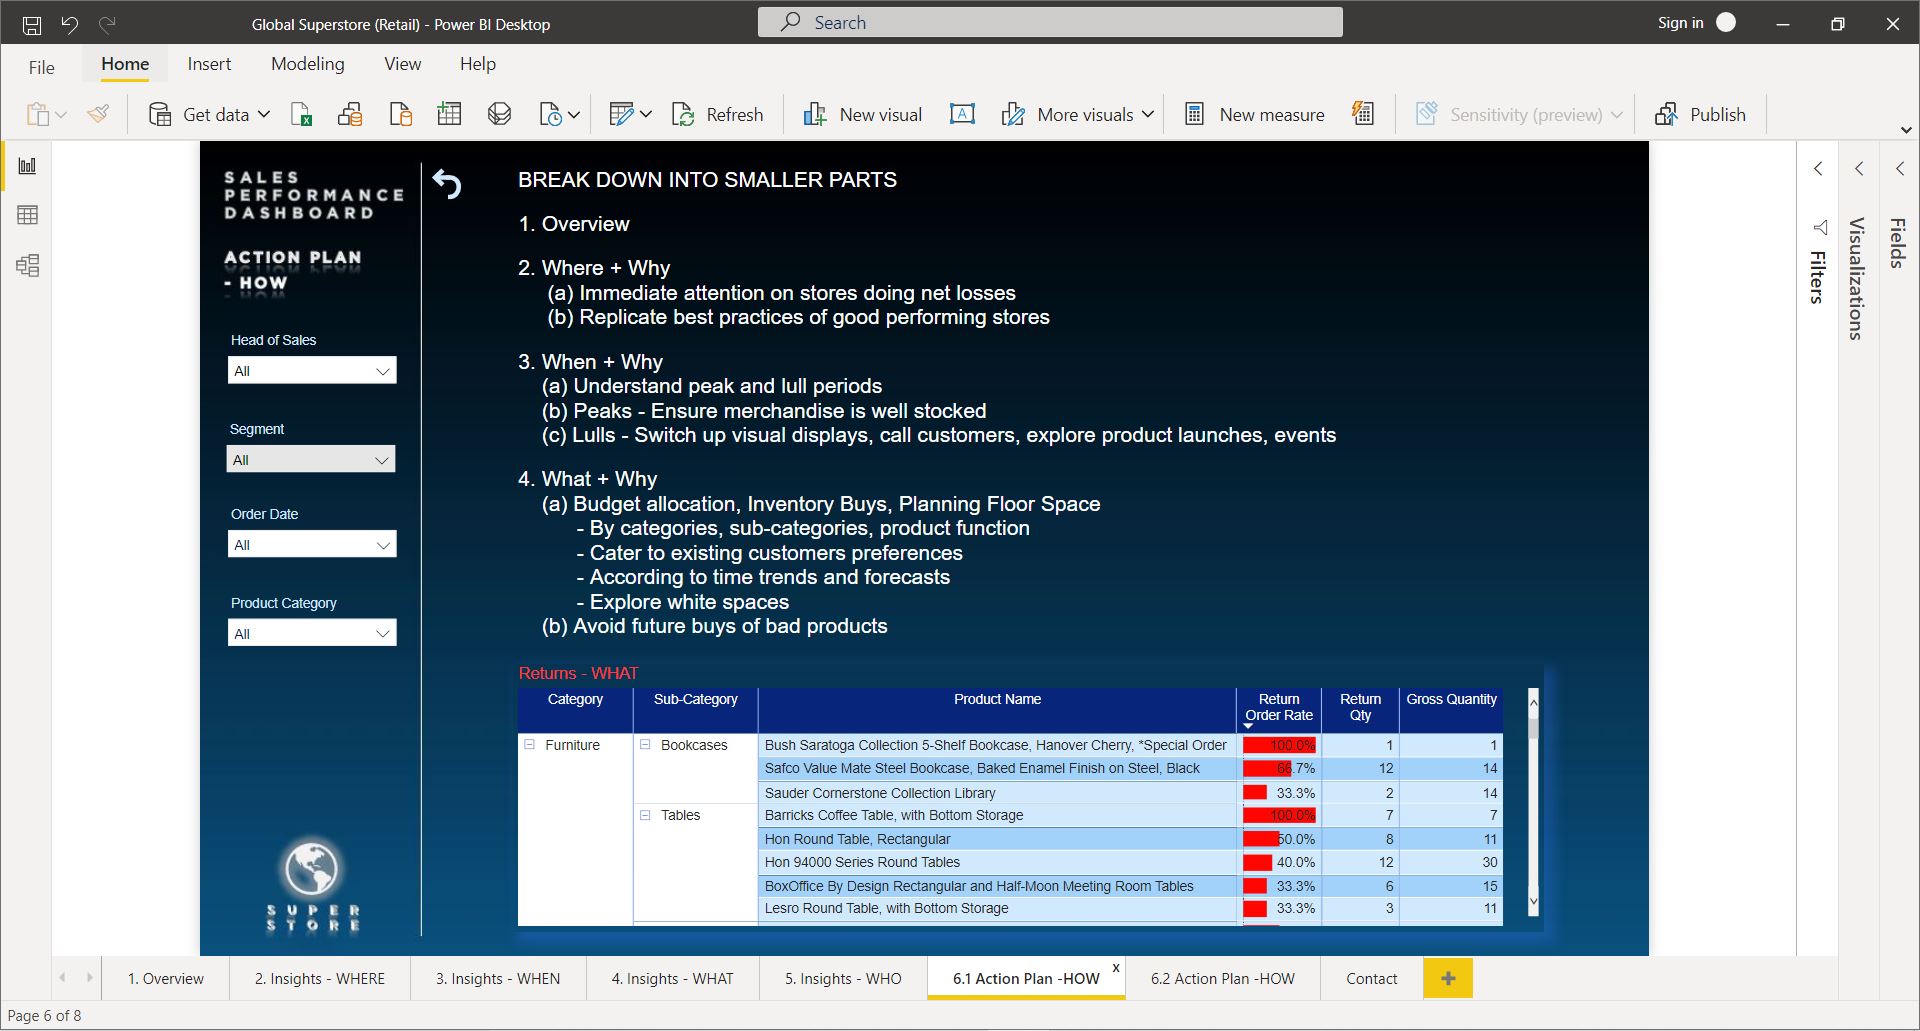 Global Superstore (Retail) - Power BI Desktop
Search
Sign in
File
Home
Insert
Modeling
View
Help
Get data
Refresh
New visual
More visuals
New measure
Sensitivity (preview)
Publish
SALES
PERFORMANCE
DASHBOARD
ACTION PLAN
- HOW
Head of Sales
All
Segment
All
Order Date
All
Product Category
All
SUPER
STORE
BREAK DOWN INTO SMALLER PARTS
1. Overview
2. Where + Why
(a) Immediate attention on stores doing net losses
(b) Replicate best practices of good performing stores
3. When + Why
(a) Understand peak and lull periods
(b) Peaks - Ensure merchandise is well stocked
(c) Lulls - Switch up visual displays, call customers, explore product launches, events
4. What + Why
(a) Budget allocation, Inventory Buys, Planning Floor Space
- By categories, sub-categories, product function
- Cater to existing customers preferences
- According to time trends and forecasts
- Explore white spaces
(b) Avoid future buys of bad products
Returns - WHAT
Category Sub-Category Product Name Return Order Rate Return Qty Gross Quantity
Furniture Bookcases Bush Saratoga Collection 5-Shelf Bookcase, Hanover Cherry, *Special Order 100.0% 1 1
Safco Value Mate Steel Bookcase, Baked Enamel Finish on Steel, Black 66.7% 12 14
Sauder Cornerstone Collection Library 33.3% 2 14
Tables Barricks Coffee Table, with Bottom Storage 100.0% 7 7
Hon Round Table, Rectangular 50.0% 8 11
Hon 94000 Series Round Tables 40.0% 12 30
BoxOffice By Design Rectangular and Half-Moon Meeting Room Tables 33.3% 6 15
Lesro Round Table, with Bottom Storage 33.3% 3 11
Filters
Visualizations
Fields
1. Overview
2. Insights - WHERE
3. Insights - WHEN
4. Insights - WHAT
5. Insights - WHO
6.1 Action Plan -HOW
x
6.2 Action Plan -HOW
Contact
+
Page 6 of 8